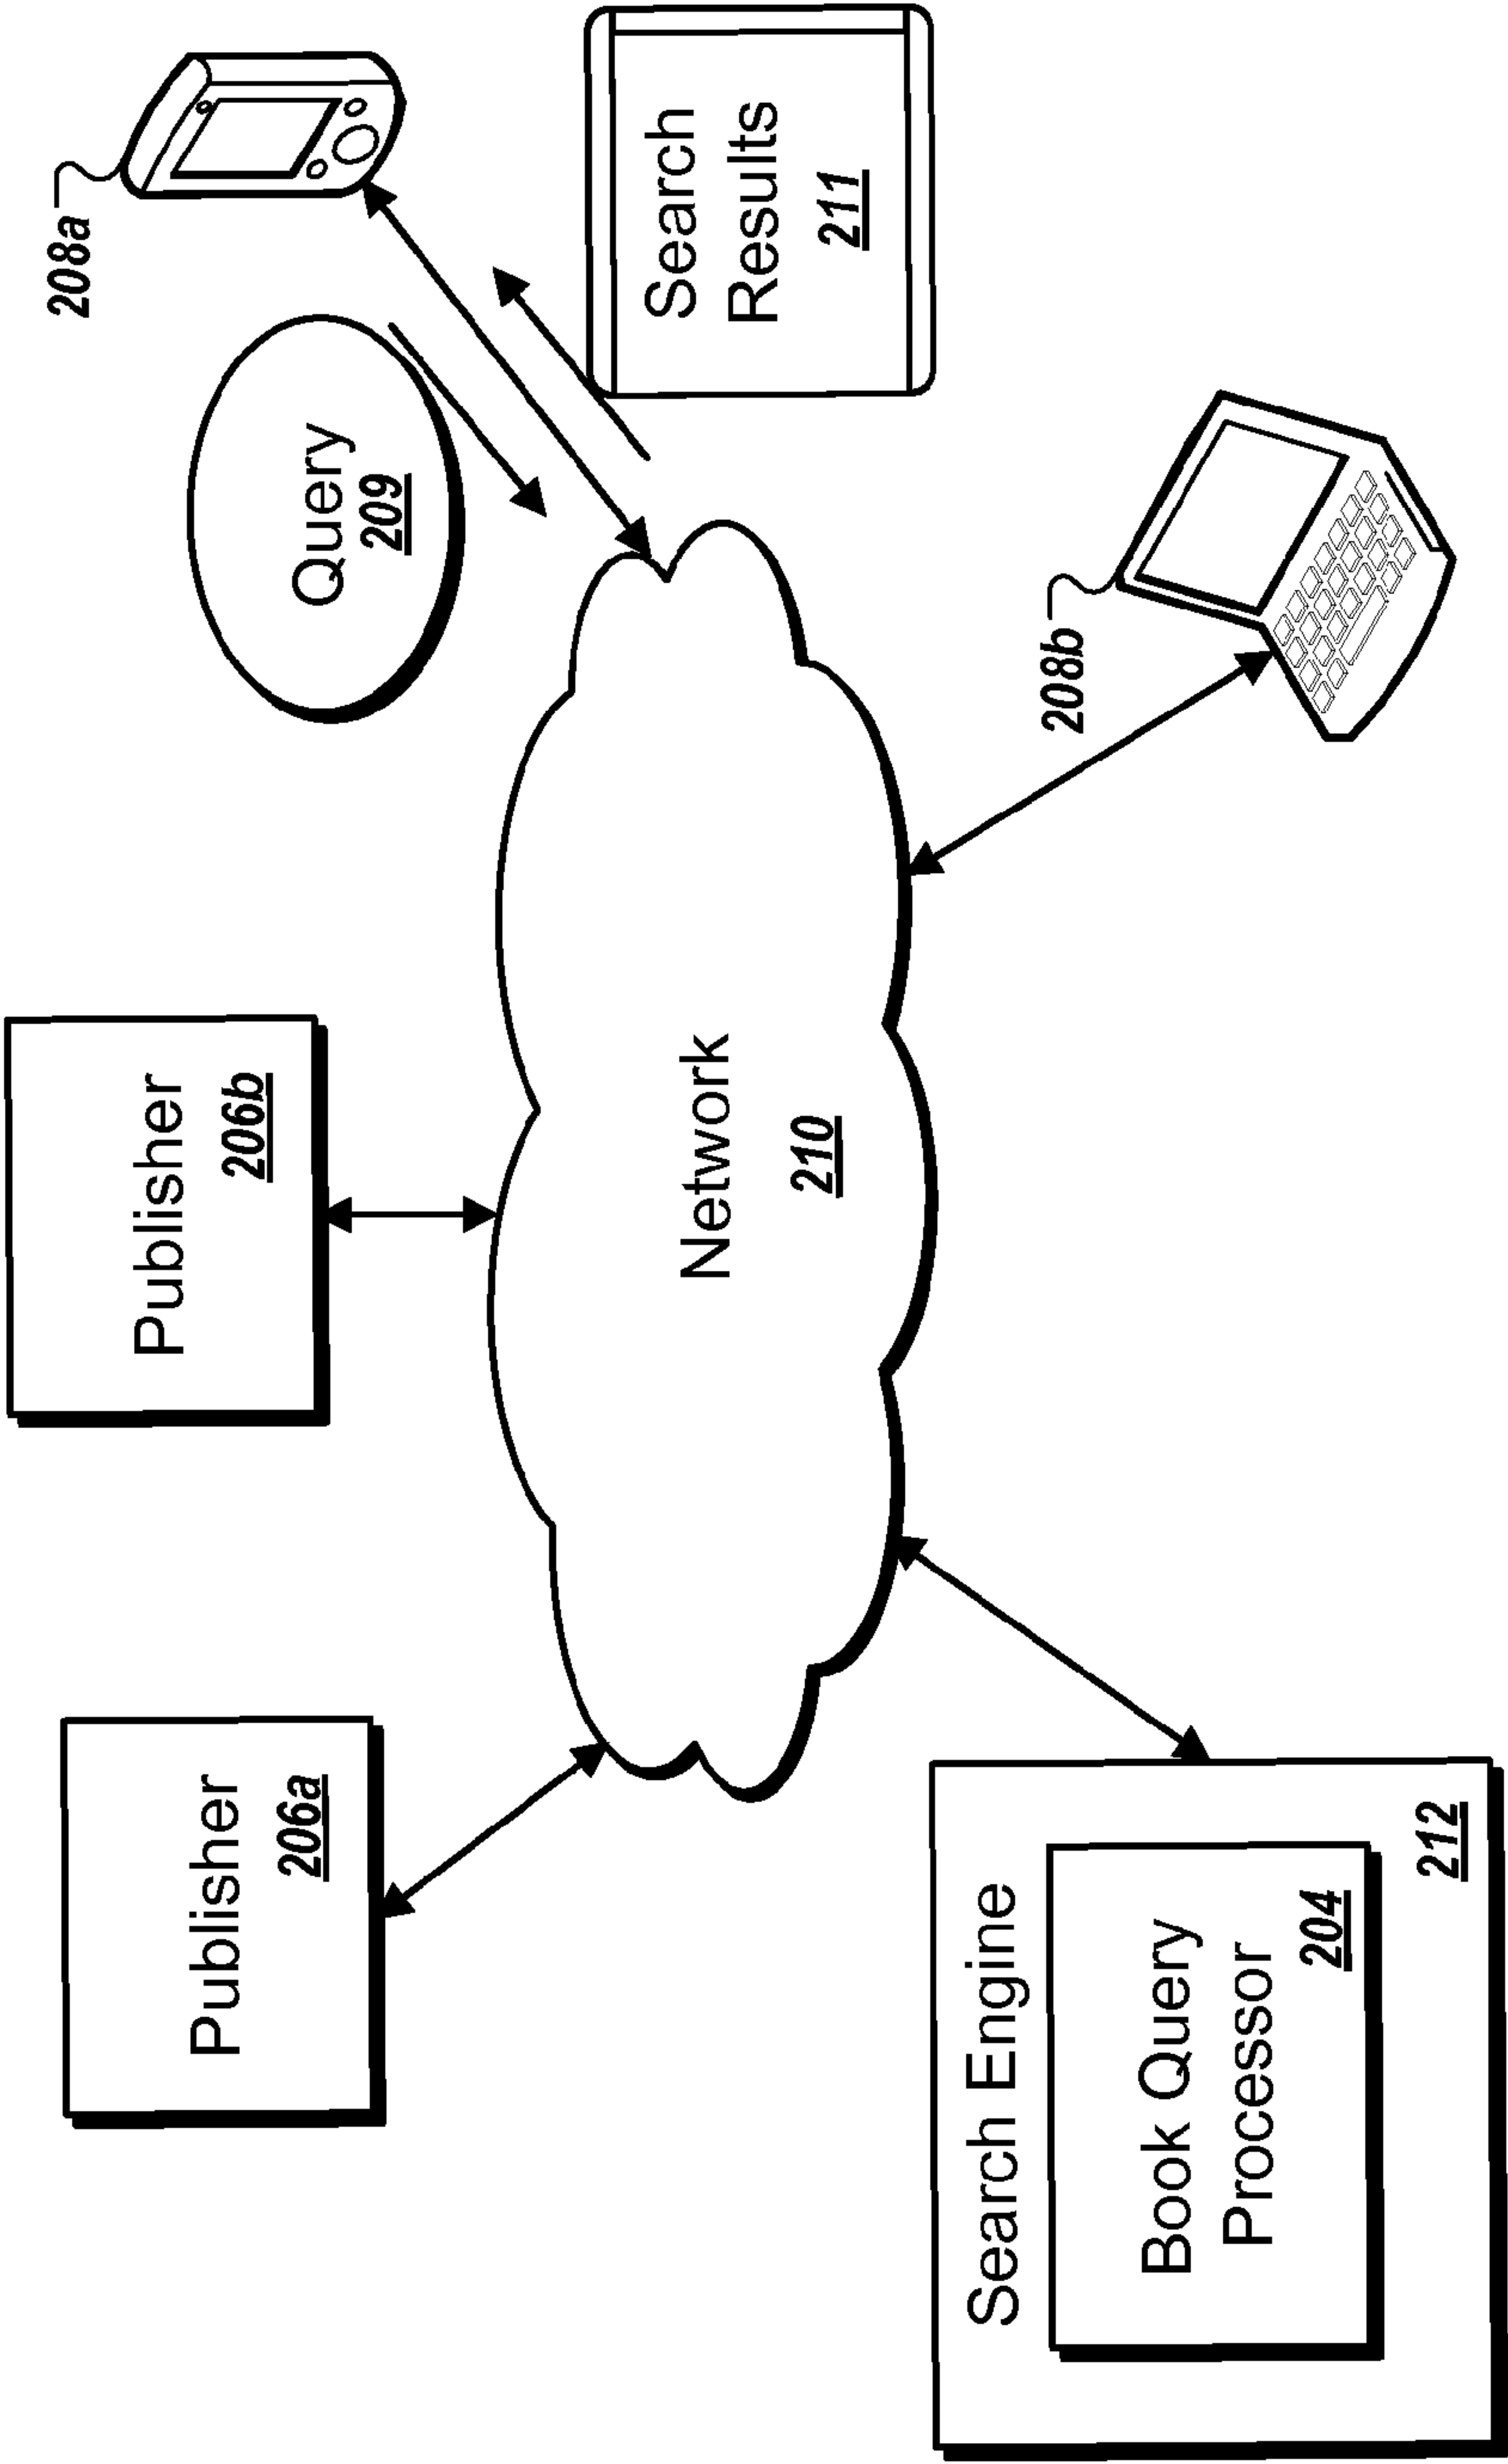 Publisher
206a
Publisher
206b
208a
Query
209
Search
Results
211
Network
210
208b
Search Engine
Book Query
Processor
204
212